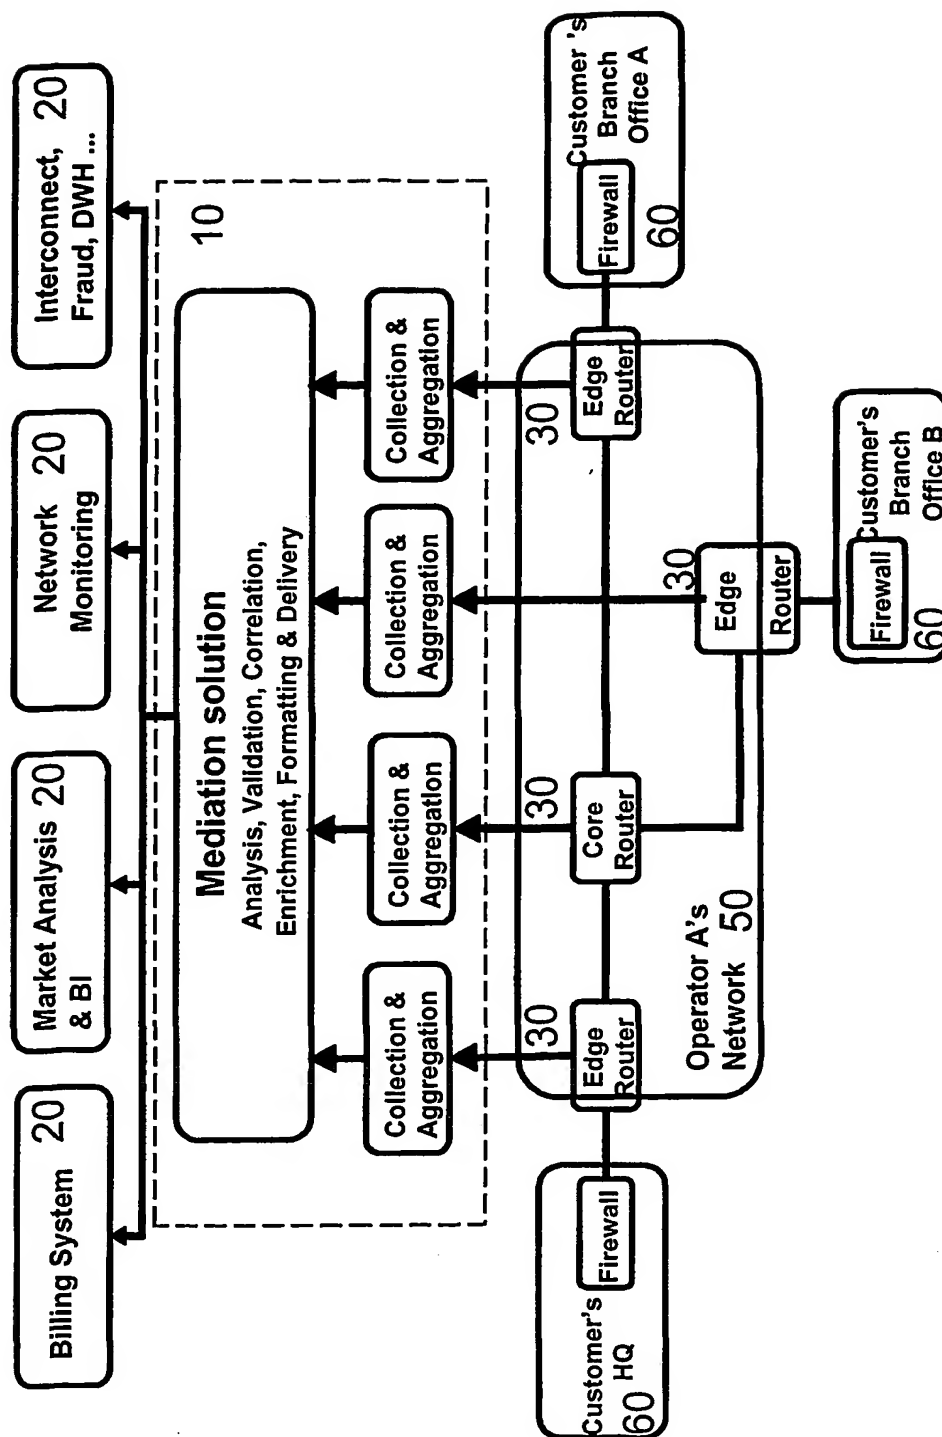 Billing System 20
Market Analysis 20
& BI
Network 20
Monitoring
Interconnect, 20
Fraud, DWH ...
10
Mediation solution
Analysis, Validation, Correlation,
Enrichment, Formatting & Delivery
Collection &
Aggregation
Collection &
Aggregation
Collection &
Aggregation
Collection &
Aggregation
30
30
30
30
Edge
Router
Core
Router
Edge
Router
Edge
Router
Operator A's
Network 50
Customer's
HQ
60
Firewall
Customer's
Branch
Office B
Firewall
60
Customer's
Branch
Office A
Firewall
60